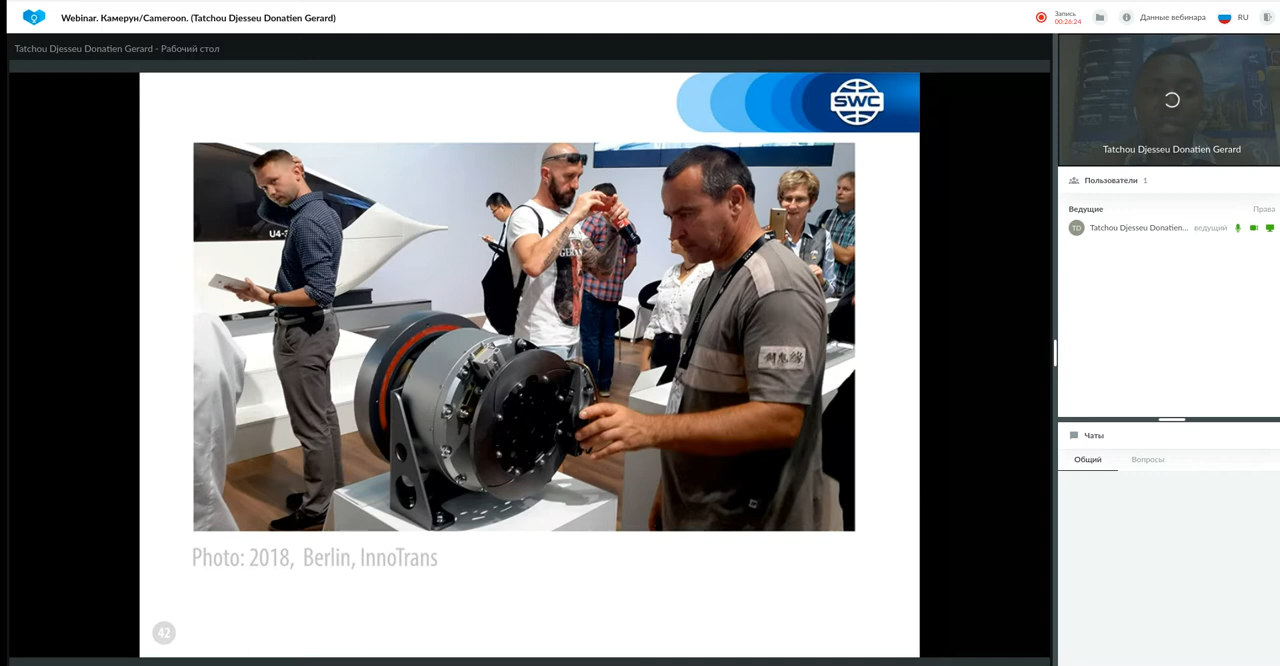 Webinar. Камерун/Cameroon. (Tatchou Djesseu Donatien Gerard)
Запись
00:26:24
Данные вебинара
RU
Tatchou Djesseu Donatien Gerard - Рабочий стол
SWC
U4-3
Photo: 2018, Berlin, InnoTrans
42
Tatchou Djesseu Donatien Gerard
Пользователи 1
Ведущие Права
TD Tatchou Djesseu Donatien... ведущий
Чаты
Общий Вопросы